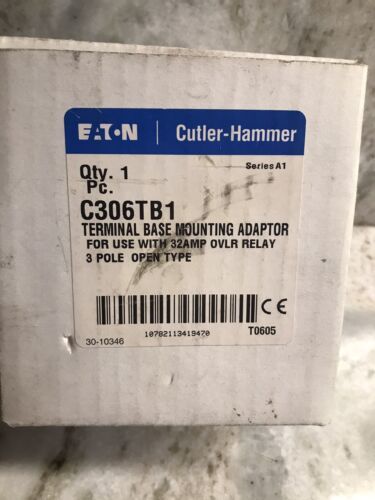 EATON Cutler-Hammer
Series A1
Qty. 1
Pc.
C306TB1
TERMINAL BASE MOUNTING ADAPTOR
FOR USE WITH 32AMP OVLR RELAY
3 POLE OPEN TYPE
CE
10782113419470
T0605
30-10346